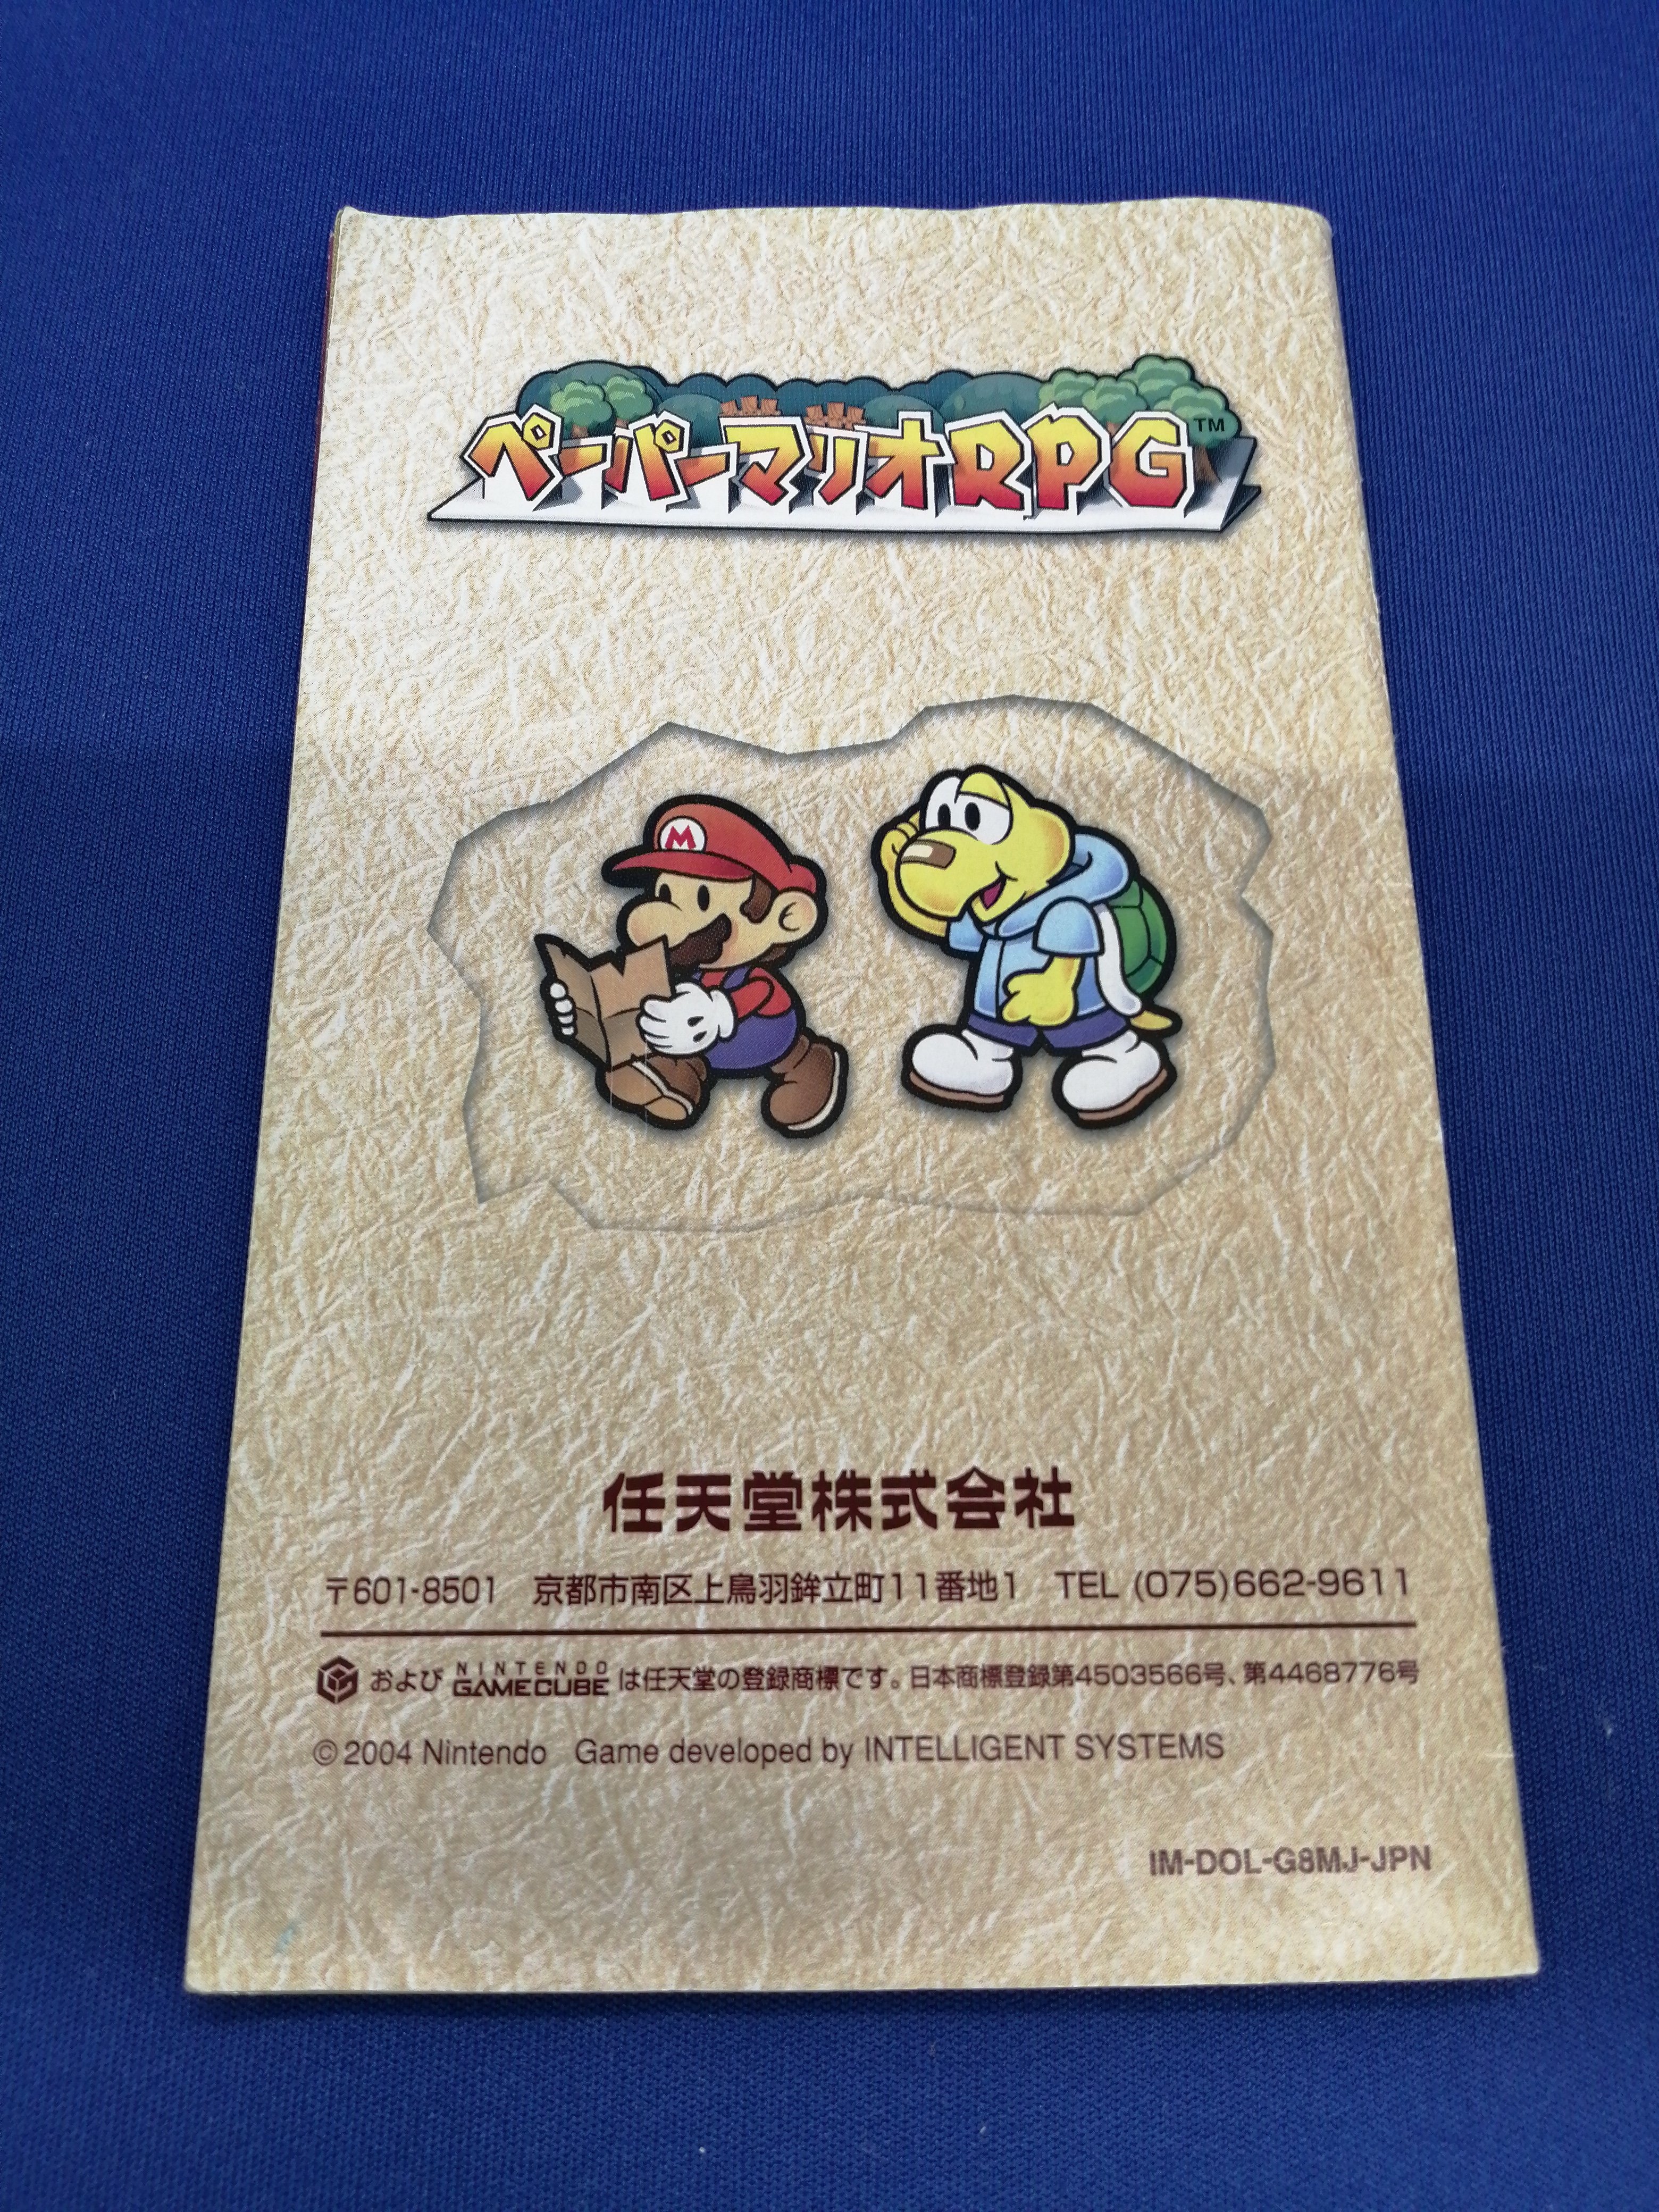 ペーパーマリオRPG™
M
任天堂株式会社
〒601-8501 京都市南区上鳥羽鉾立町11番地1 TEL (075)662-9611
および NINTENDO GAMECUBE は任天堂の登録商標です。日本商標登録第4503566号、第4468776号
©2004 Nintendo Game developed by INTELLIGENT SYSTEMS
IM-DOL-G8MJ-JPN